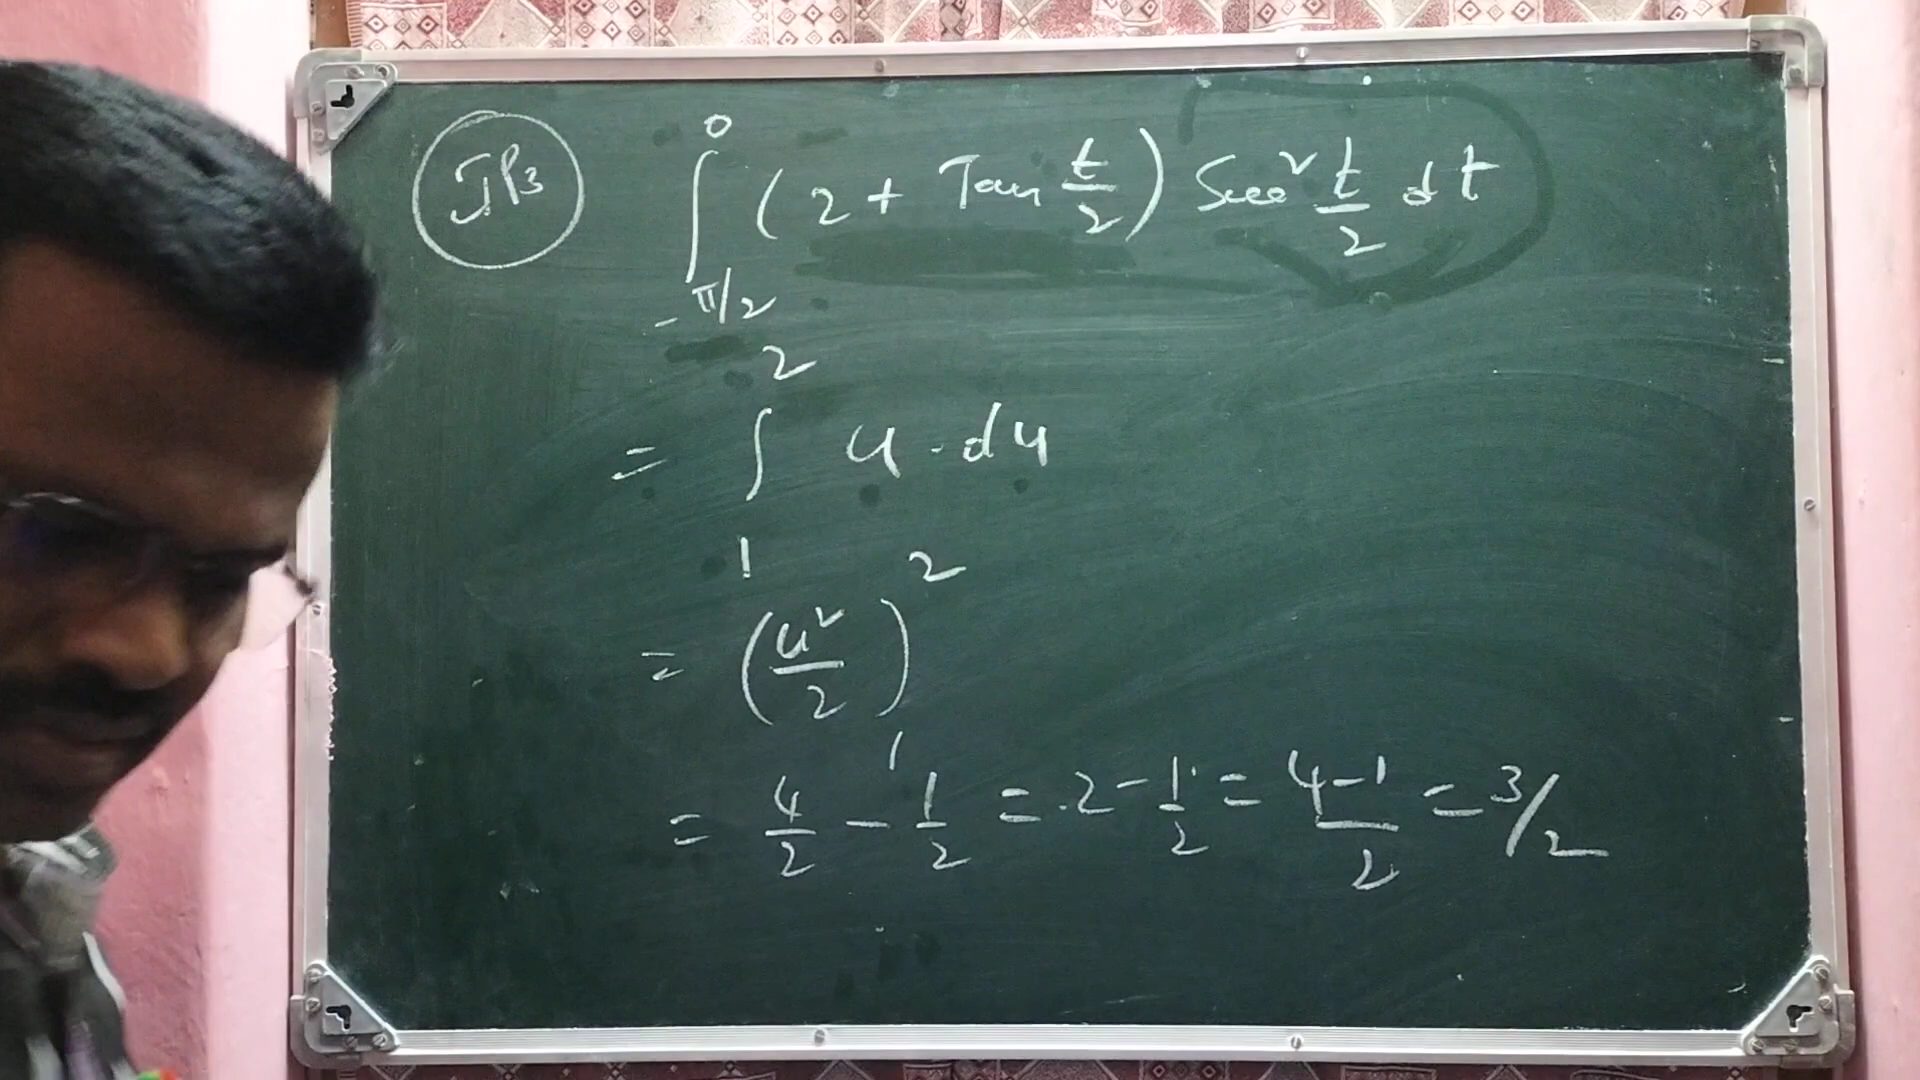 JP3 ∫_{-π/2}^{0} (2 + Tan t/2) Sec² t/2 dt
= ∫_{1}^{2} u · du
= (u²/2)_{1}^{2}
= 4/2 - 1/2 = 2 - 1/2 = 4-1/2 = 3/2